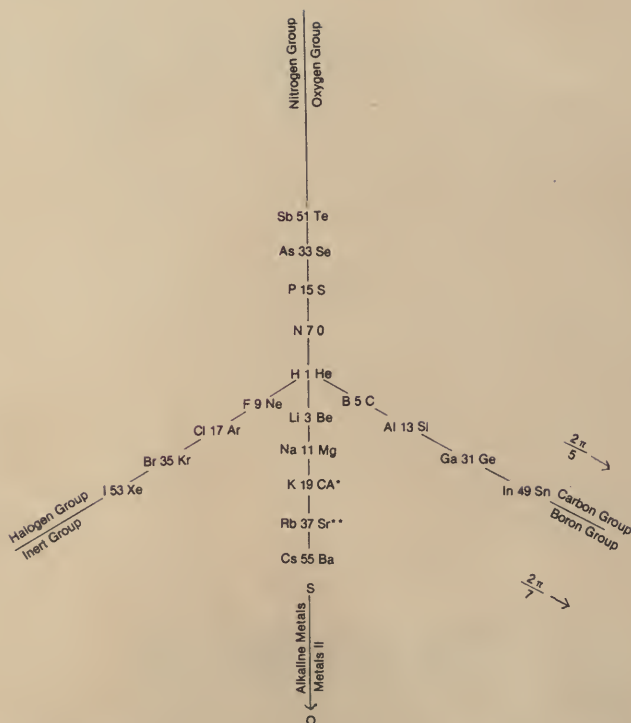 Nitrogen Group
Oxygen Group
Sb 51 Te
As 33 Se
P 15 S
N 7 0
H 1 He
F 9 Ne
B 5 C
Li 3 Be
Cl 17 Ar
Al 13 Si
Na 11 Mg
Br 35 Kr
Ga 31 Ge
2π
5
K 19 CA*
I 53 Xe
In 49 Sn
Halogen Group
Inert Group
Carbon Group
Boron Group
Rb 37 Sr**
Cs 55 Ba
S
2π
7
Alkaline Metals
Metals II
O